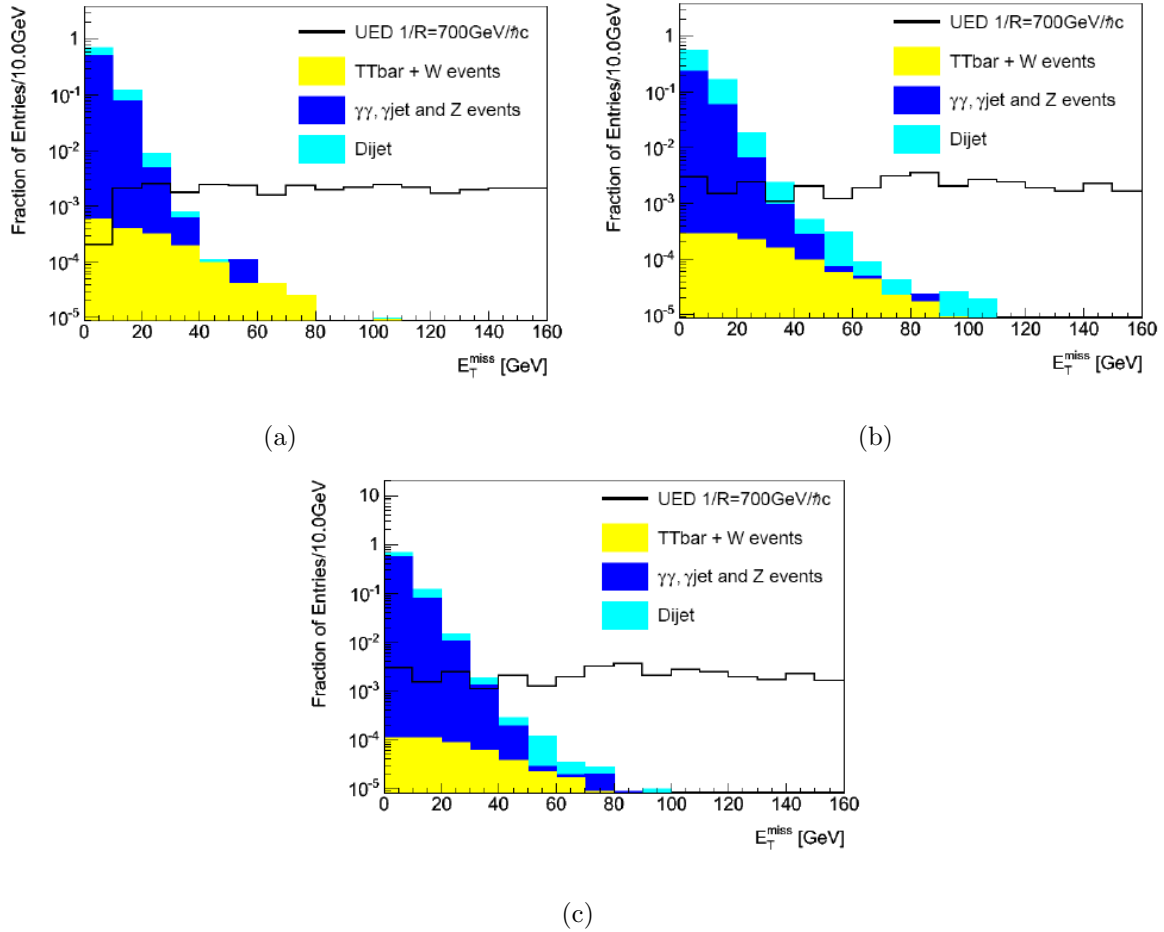 Fraction of Entries/10.0GeV
1
10⁻¹
10⁻²
10⁻³
10⁻⁴
10⁻⁵
UED 1/R=700GeV/ħc
TTbar + W events
γγ, γjet and Z events
Dijet
0 20 40 60 80 100 120 140 160
E_T^miss [GeV]
(a)
Fraction of Entries/10.0GeV
1
10⁻¹
10⁻²
10⁻³
10⁻⁴
10⁻⁵
UED 1/R=700GeV/ħc
TTbar + W events
γγ, γjet and Z events
Dijet
0 20 40 60 80 100 120 140 160
E_T^miss [GeV]
(b)
Fraction of Entries/10.0GeV
10
1
10⁻¹
10⁻²
10⁻³
10⁻⁴
10⁻⁵
UED 1/R=700GeV/ħc
TTbar + W events
γγ, γjet and Z events
Dijet
0 20 40 60 80 100 120 140 160
E_T^miss [GeV]
(c)